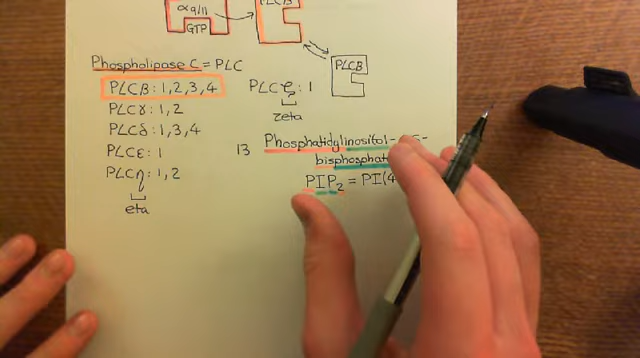 αq/11
GTP
PLCβ
PLCβ
Phospholipase C = PLC
PLCβ: 1,2,3,4
PLCγ: 1,2
PLCδ: 1,3,4
PLCε: 1
PLCη: 1,2
eta
PLCζ: 1
zeta
13
Phosphatidylinositol-
PIP₂ = PI(4